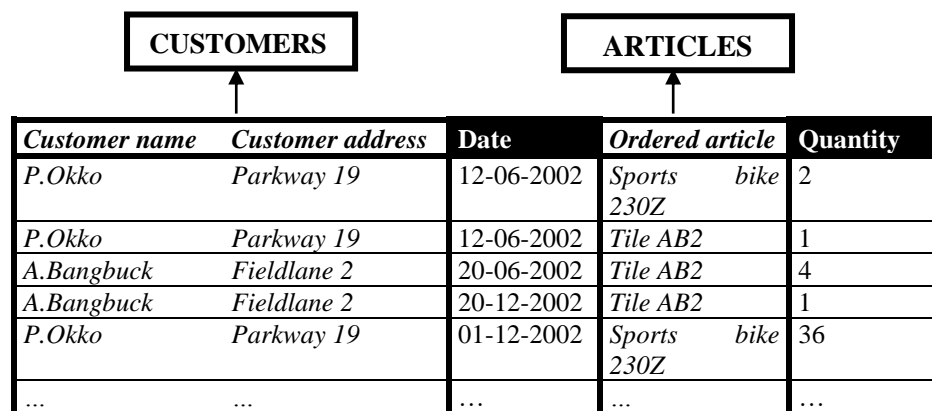 CUSTOMERS ARTICLES
Customer name Customer address Date Ordered article Quantity
P.Okko Parkway 19 12-06-2002 Sports bike 2
230Z
P.Okko Parkway 19 12-06-2002 Tile AB2 1
A.Bangbuck Fieldlane 2 20-06-2002 Tile AB2 4
A.Bangbuck Fieldlane 2 20-12-2002 Tile AB2 1
P.Okko Parkway 19 01-12-2002 Sports bike 36
230Z
... ... … ... …